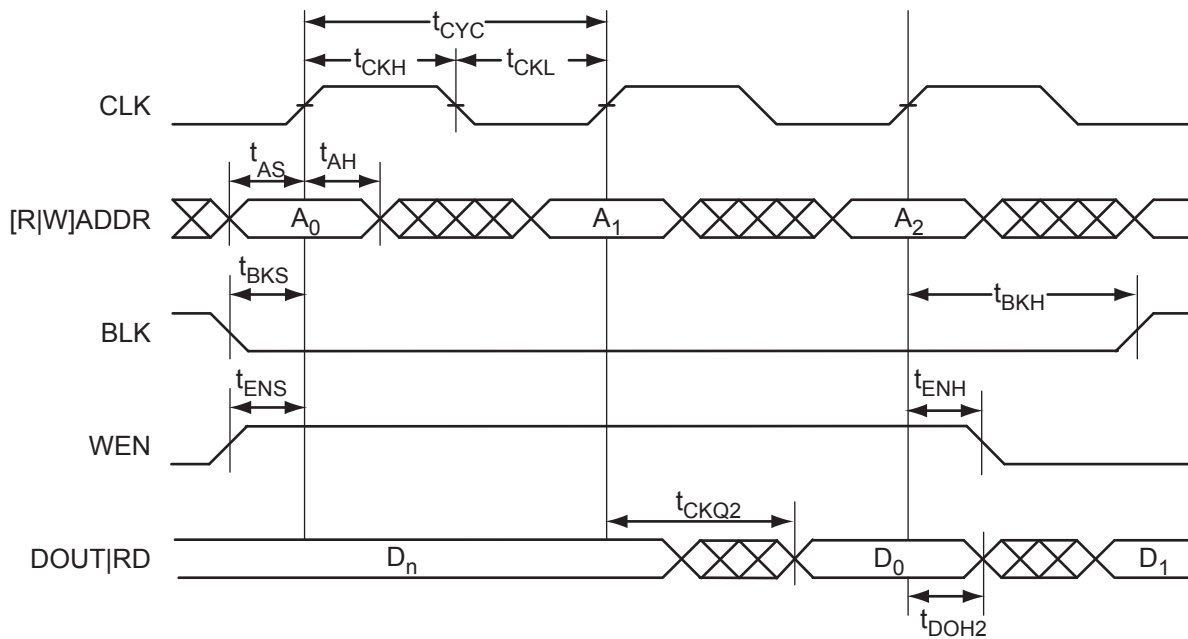 tCYC
tCKH
tCKL
CLK
tAS
tAH
[R|W]ADDR
A0
A1
A2
tBKS
tBKH
BLK
tENS
tENH
WEN
tCKQ2
DOUT|RD
Dn
D0
D1
tDOH2